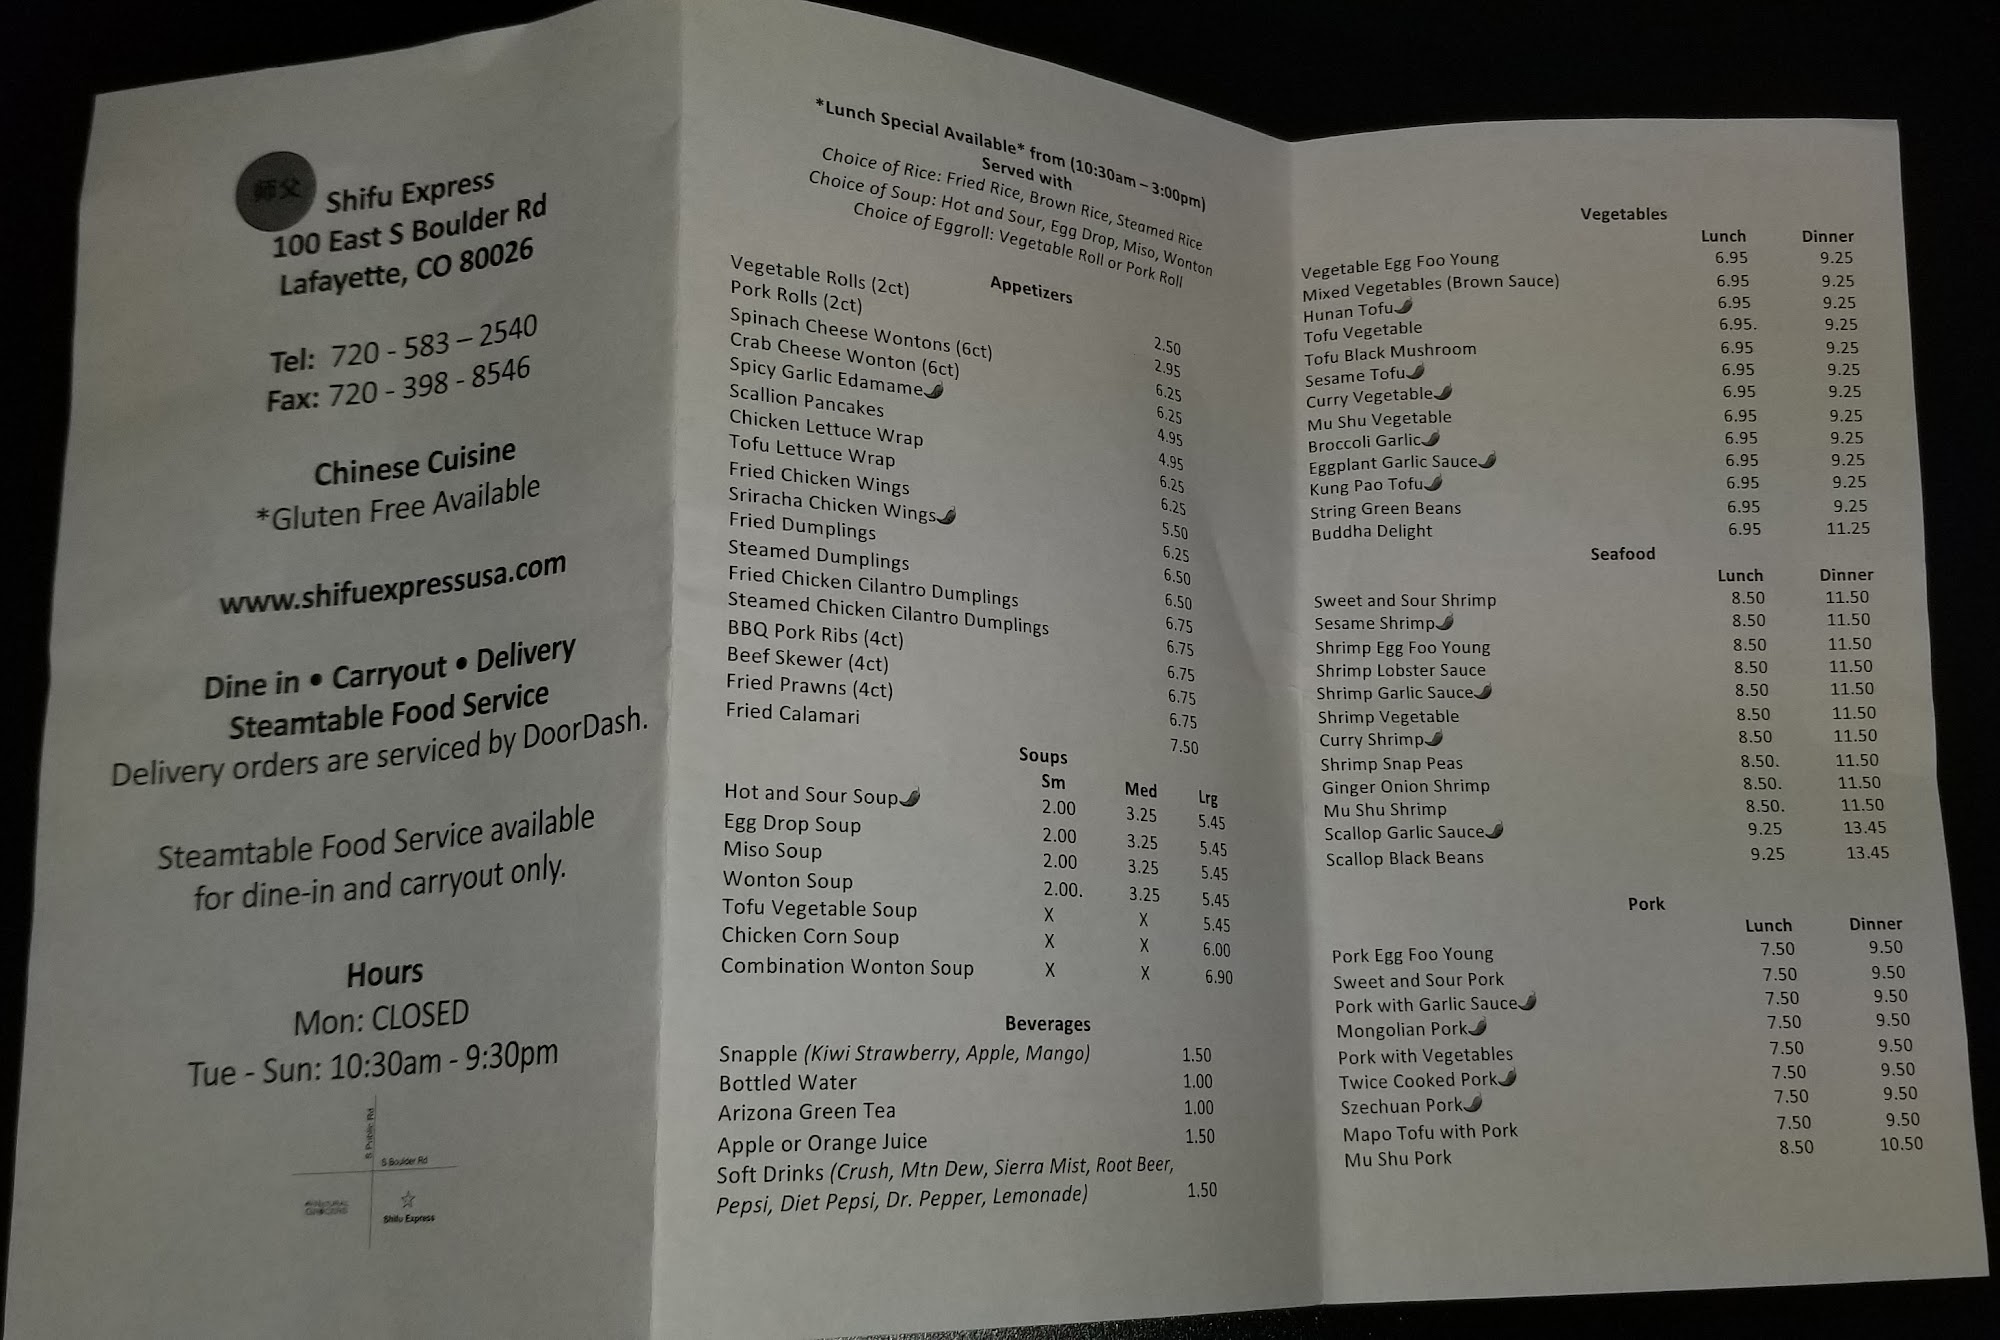 師父
Shifu Express
100 East S Boulder Rd
Lafayette, CO 80026
Tel: 720 - 583 – 2540
Fax: 720 - 398 - 8546
Chinese Cuisine
*Gluten Free Available
www.shifuexpressusa.com
Dine in • Carryout • Delivery
Steamtable Food Service
Delivery orders are serviced by DoorDash.
Steamtable Food Service available
for dine-in and carryout only.
Hours
Mon: CLOSED
Tue - Sun: 10:30am - 9:30pm
S Public Rd
S Boulder Rd
Shifu Express
*Lunch Special Available* from (10:30am – 3:00pm)
Served with
Choice of Rice: Fried Rice, Brown Rice, Steamed Rice
Choice of Soup: Hot and Sour, Egg Drop, Miso, Wonton
Choice of Eggroll: Vegetable Roll or Pork Roll
Appetizers
Vegetable Rolls (2ct) 2.50
Pork Rolls (2ct) 2.95
Spinach Cheese Wontons (6ct) 6.25
Crab Cheese Wonton (6ct) 6.25
Spicy Garlic Edamame 4.95
Scallion Pancakes 4.95
Chicken Lettuce Wrap 6.25
Tofu Lettuce Wrap 6.25
Fried Chicken Wings 5.50
Sriracha Chicken Wings 6.25
Fried Dumplings 6.50
Steamed Dumplings 6.50
Fried Chicken Cilantro Dumplings 6.75
Steamed Chicken Cilantro Dumplings 6.75
BBQ Pork Ribs (4ct) 6.75
Beef Skewer (4ct) 6.75
Fried Prawns (4ct) 6.75
Fried Calamari 7.50
Soups
Sm Med Lrg
Hot and Sour Soup 2.00 3.25 5.45
Egg Drop Soup 2.00 3.25 5.45
Miso Soup 2.00 3.25 5.45
Wonton Soup 2.00. 3.25 5.45
Tofu Vegetable Soup X X 5.45
Chicken Corn Soup X X 6.00
Combination Wonton Soup X X 6.90
Beverages
Snapple (Kiwi Strawberry, Apple, Mango) 1.50
Bottled Water 1.00
Arizona Green Tea 1.00
Apple or Orange Juice 1.50
Soft Drinks (Crush, Mtn Dew, Sierra Mist, Root Beer,
Pepsi, Diet Pepsi, Dr. Pepper, Lemonade) 1.50
Vegetables
Lunch Dinner
Vegetable Egg Foo Young 6.95 9.25
Mixed Vegetables (Brown Sauce) 6.95 9.25
Hunan Tofu 6.95 9.25
Tofu Vegetable 6.95. 9.25
Tofu Black Mushroom 6.95 9.25
Sesame Tofu 6.95 9.25
Curry Vegetable 6.95 9.25
Mu Shu Vegetable 6.95 9.25
Broccoli Garlic 6.95 9.25
Eggplant Garlic Sauce 6.95 9.25
Kung Pao Tofu 6.95 9.25
String Green Beans 6.95 9.25
Buddha Delight 6.95 11.25
Seafood
Lunch Dinner
Sweet and Sour Shrimp 8.50 11.50
Sesame Shrimp 8.50 11.50
Shrimp Egg Foo Young 8.50 11.50
Shrimp Lobster Sauce 8.50 11.50
Shrimp Garlic Sauce 8.50 11.50
Shrimp Vegetable 8.50 11.50
Curry Shrimp 8.50 11.50
Shrimp Snap Peas 8.50. 11.50
Ginger Onion Shrimp 8.50. 11.50
Mu Shu Shrimp 8.50. 11.50
Scallop Garlic Sauce 9.25 13.45
Scallop Black Beans 9.25 13.45
Pork
Lunch Dinner
Pork Egg Foo Young 7.50 9.50
Sweet and Sour Pork 7.50 9.50
Pork with Garlic Sauce 7.50 9.50
Mongolian Pork 7.50 9.50
Pork with Vegetables 7.50 9.50
Twice Cooked Pork 7.50 9.50
Szechuan Pork 7.50 9.50
Mapo Tofu with Pork 7.50 9.50
Mu Shu Pork 8.50 10.50